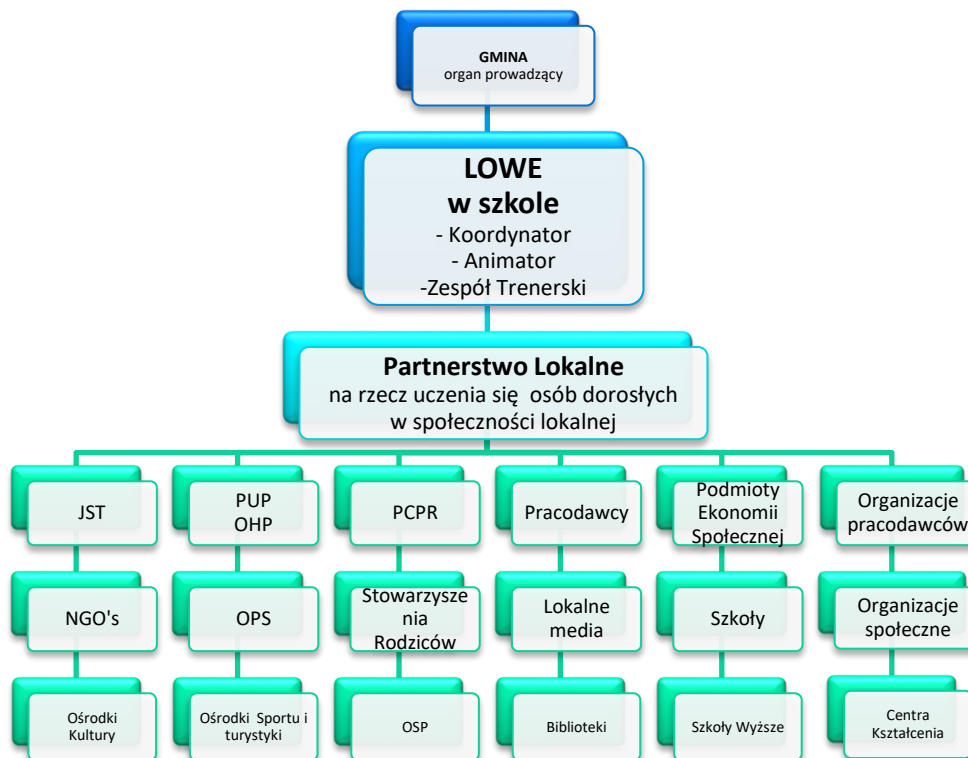 GMINA
organ prowadzący
LOWE
w szkole
- Koordynator
- Animator
-Zespół Trenerski
Partnerstwo Lokalne
na rzecz uczenia się osób dorosłych
w społeczności lokalnej
JST
PUP
OHP
PCPR
Pracodawcy
Podmioty
Ekonomii
Społecznej
Organizacje
pracodawców
NGO's
OPS
Stowarzysze
nia
Rodziców
Lokalne
media
Szkoły
Organizacje
społeczne
Ośrodki
Kultury
Ośrodki Sportu i
turystyki
OSP
Biblioteki
Szkoły Wyższe
Centra
Kształcenia